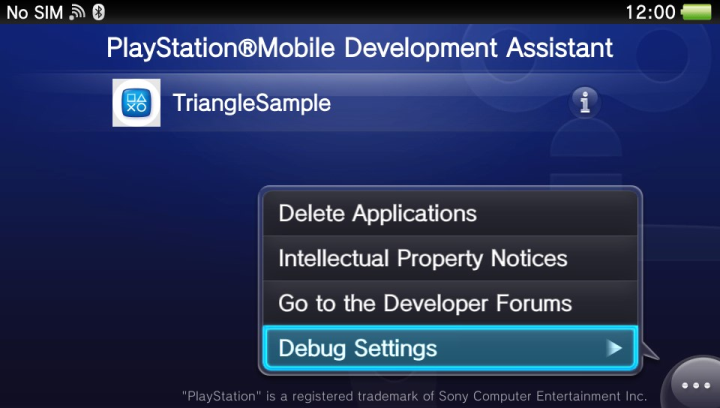 No SIM 12:00
PlayStation®Mobile Development Assistant
TriangleSample
Delete Applications
Intellectual Property Notices
Go to the Developer Forums
Debug Settings
"PlayStation" is a registered trademark of Sony Computer Entertainment Inc.